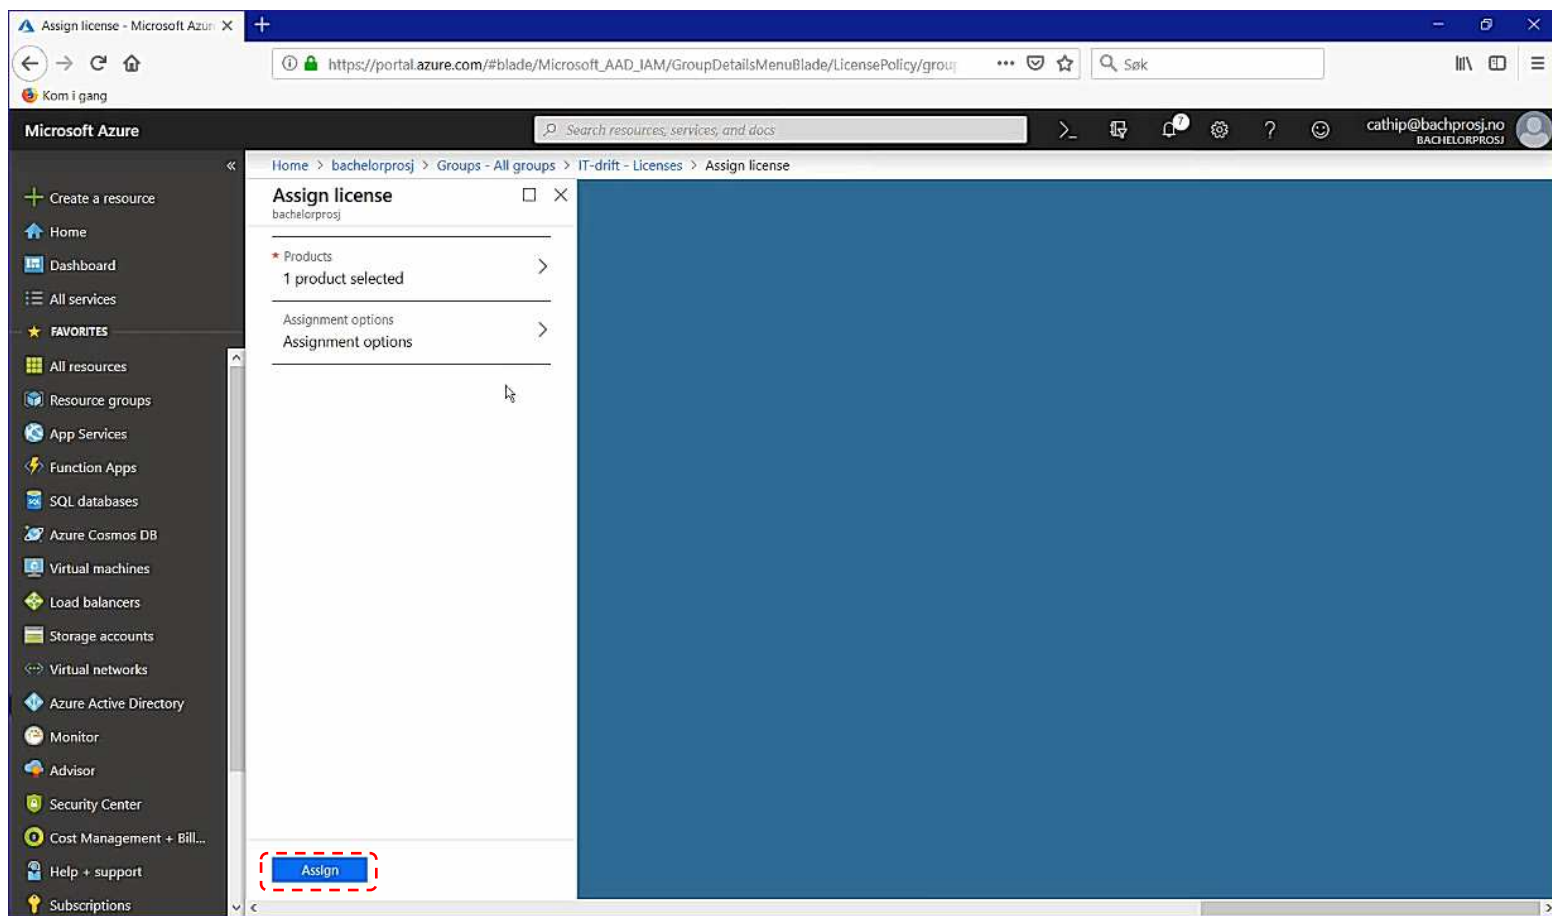 Assign license - Microsoft Azur
https://portal.azure.com/#blade/Microsoft_AAD_IAM/GroupDetailsMenuBlade/LicensePolicy/group
Søk
Kom i gang
Microsoft Azure
Search resources, services, and docs
7
cathip@bachprosj.no
BACHELORPROSJ
Home > bachelorprosj > Groups - All groups > IT-drift - Licenses > Assign license
Create a resource
Home
Dashboard
All services
FAVORITES
All resources
Resource groups
App Services
Function Apps
SQL databases
Azure Cosmos DB
Virtual machines
Load balancers
Storage accounts
Virtual networks
Azure Active Directory
Monitor
Advisor
Security Center
Cost Management + Bill...
Help + support
Subscriptions
Assign license
bachelorprosj
* Products
1 product selected
Assignment options
Assignment options
Assign